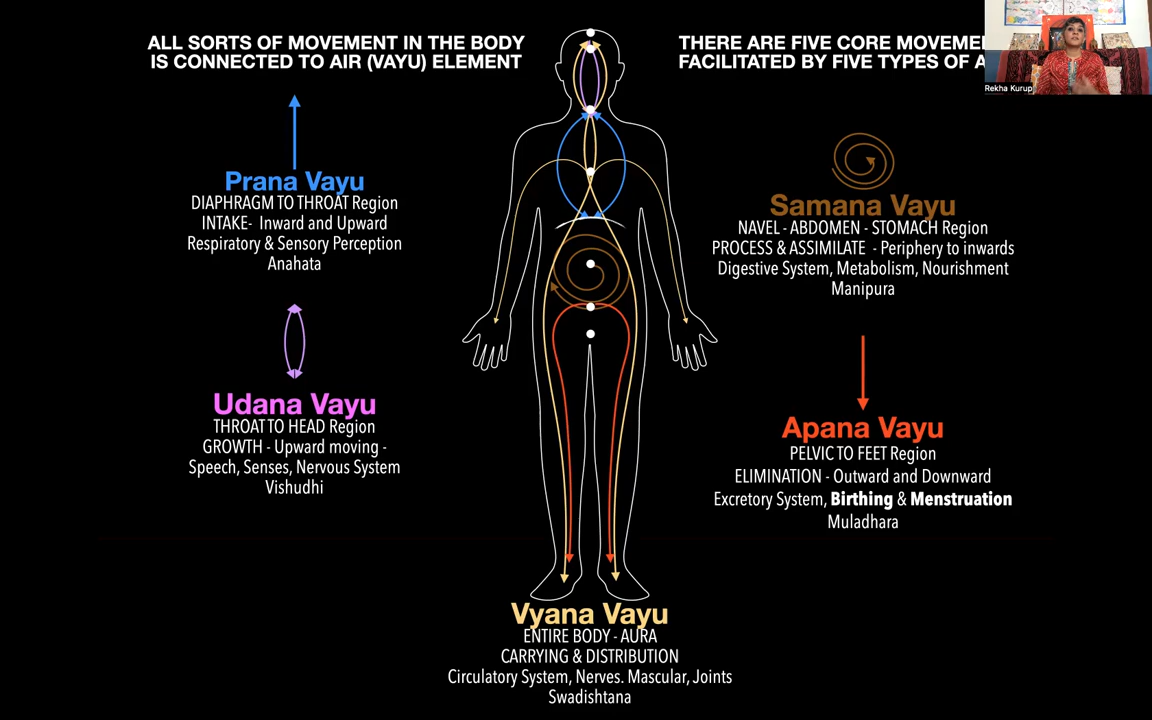 ALL SORTS OF MOVEMENT IN THE BODY
IS CONNECTED TO AIR (VAYU) ELEMENT
THERE ARE FIVE CORE
FACILITATED BY FIVE TYPES OF
Rekha Kurup
Prana Vayu
DIAPHRAGM TO THROAT Region
INTAKE- Inward and Upward
Respiratory & Sensory Perception
Anahata
Udana Vayu
THROAT TO HEAD Region
GROWTH - Upward moving -
Speech, Senses, Nervous System
Vishudhi
Samana Vayu
NAVEL - ABDOMEN - STOMACH Region
PROCESS & ASSIMILATE - Periphery to inwards
Digestive System, Metabolism, Nourishment
Manipura
Apana Vayu
PELVIC TO FEET Region
ELIMINATION - Outward and Downward
Excretory System, Birthing & Menstruation
Muladhara
Vyana Vayu
ENTIRE BODY - AURA
CARRYING & DISTRIBUTION
Circulatory System, Nerves. Mascular, Joints
Swadishtana